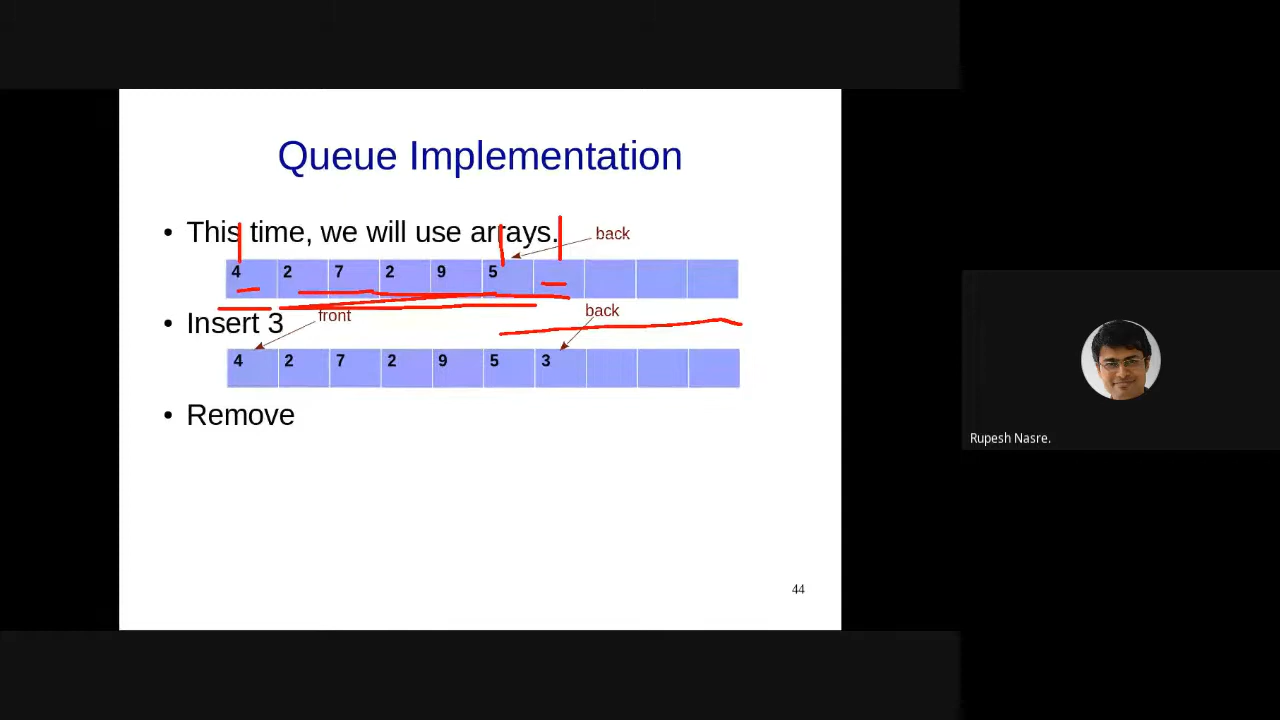 Queue Implementation
• This time, we will use arrays.
back
4 2 7 2 9 5
• Insert 3
front
back
4 2 7 2 9 5 3
• Remove
44
Rupesh Nasre.